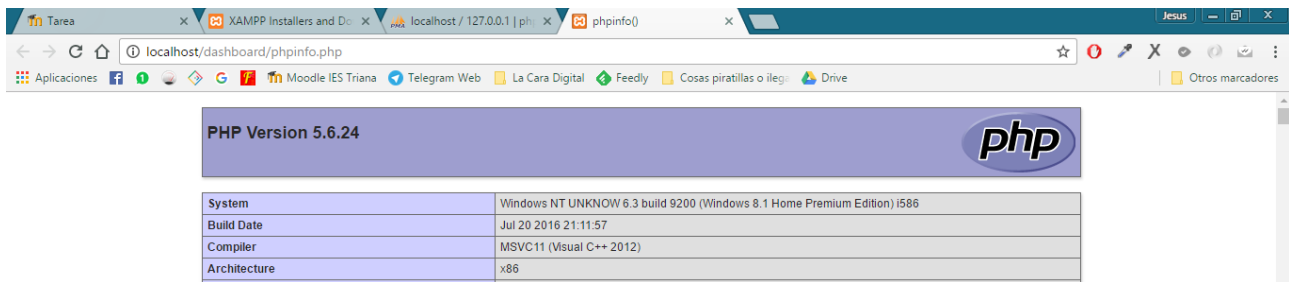 Tarea
XAMPP Installers and Do
localhost / 127.0.0.1 | ph
phpinfo()
Jesus
localhost/dashboard/phpinfo.php
Aplicaciones
Moodle IES Triana
Telegram Web
La Cara Digital
Feedly
Cosas piratillas o ilega
Drive
Otros marcadores
PHP Version 5.6.24
php
System Windows NT UNKNOW 6.3 build 9200 (Windows 8.1 Home Premium Edition) i586
Build Date Jul 20 2016 21:11:57
Compiler MSVC11 (Visual C++ 2012)
Architecture x86